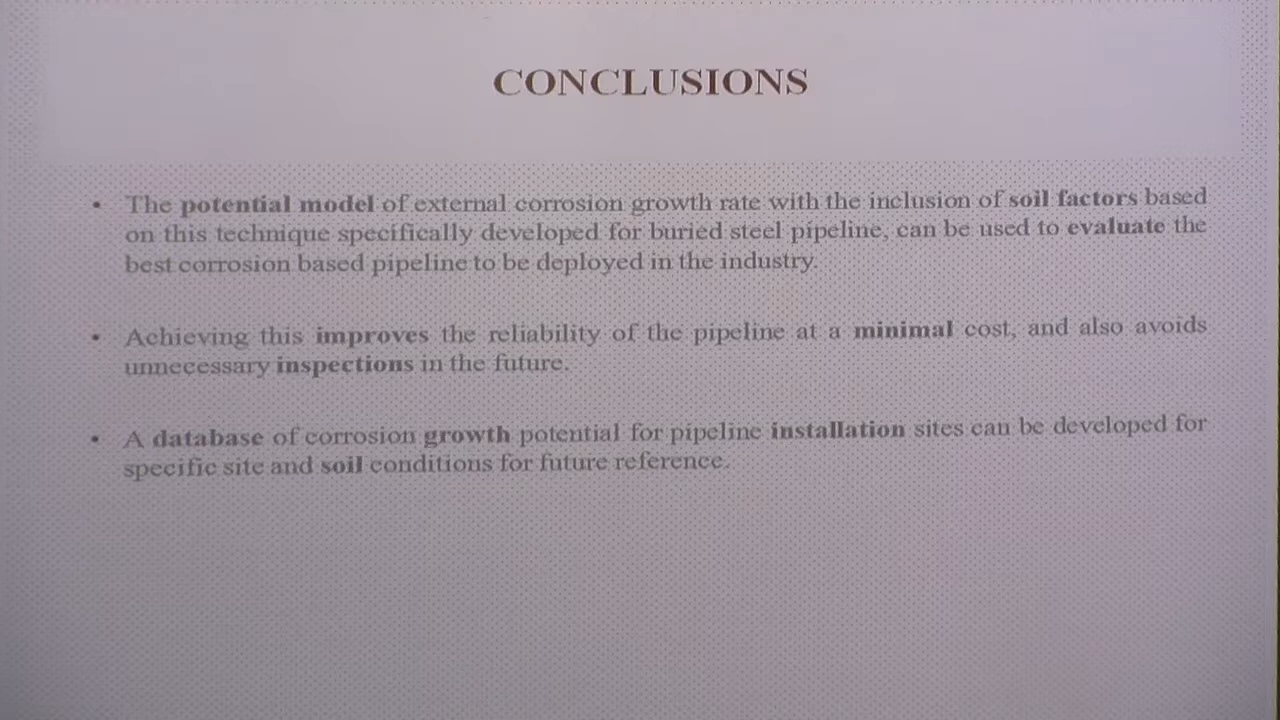 CONCLUSIONS
• The potential model of external corrosion growth rate with the inclusion of soil factors based
on this technique specifically developed for buried steel pipeline, can be used to evaluate the
best corrosion based pipeline to be deployed in the industry.
• Achieving this improves the reliability of the pipeline at a minimal cost, and also avoids
unnecessary inspections in the future.
• A database of corrosion growth potential for pipeline installation sites can be developed for
specific site and soil conditions for future reference.